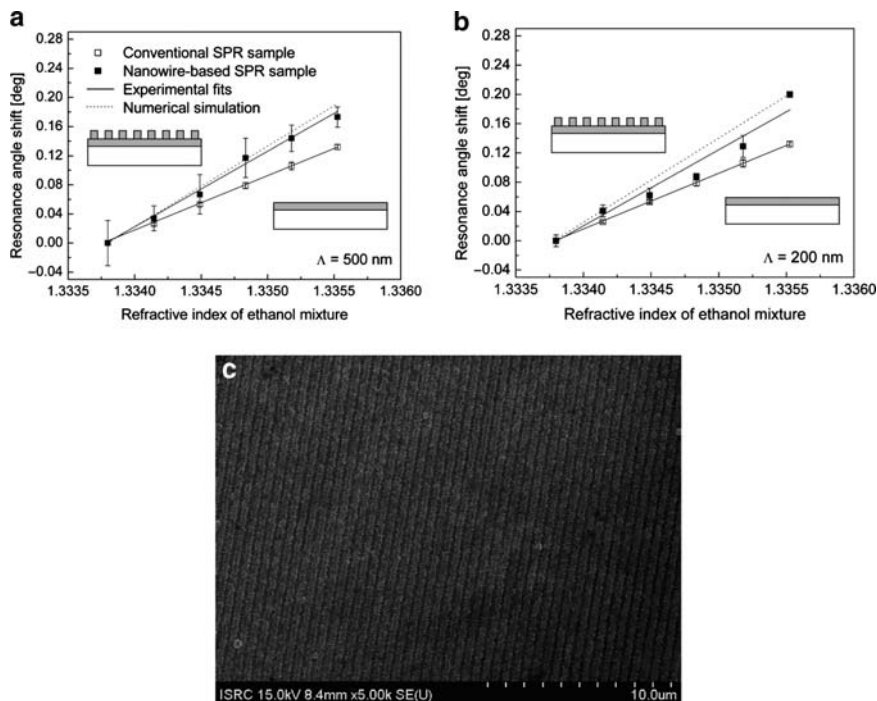 a
0.28
0.24
0.20
0.16
0.12
0.08
0.04
0.00
−0.04
Resonance angle shift [deg]
Conventional SPR sample
Nanowire-based SPR sample
Experimental fits
Numerical simulation
Λ = 500 nm
1.3335 1.3340 1.3345 1.3350 1.3355 1.3360
Refractive index of ethanol mixture
b
0.28
0.24
0.20
0.16
0.12
0.08
0.04
0.00
−0.04
Resonance angle shift [deg]
Λ = 200 nm
1.3335 1.3340 1.3345 1.3350 1.3355 1.3360
Refractive index of ethanol mixture
c
ISRC 15.0kV 8.4mm x5.00k SE(U) 10.0um